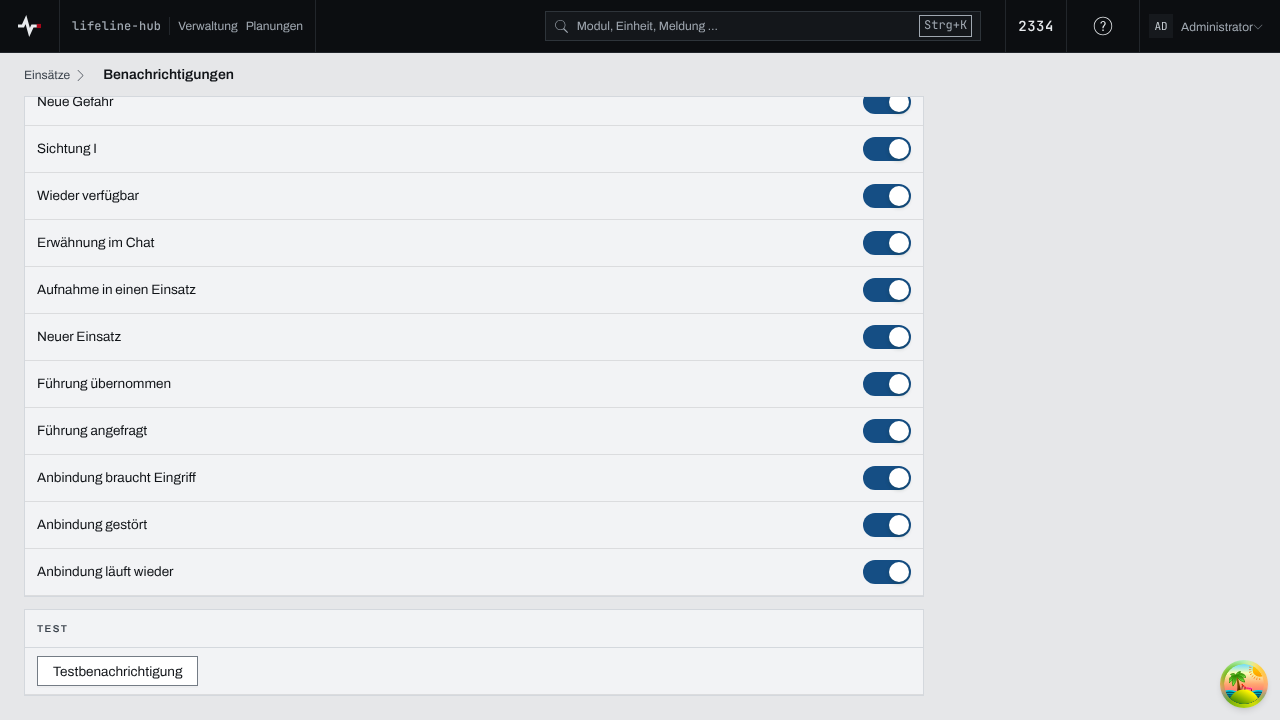 lifeline-hub Verwaltung Planungen Modul, Einheit, Meldung ... Strg+K 2334 AD Administrator
Einsätze Benachrichtigungen
Neue Gefahr
Sichtung I
Wieder verfügbar
Erwähnung im Chat
Aufnahme in einen Einsatz
Neuer Einsatz
Führung übernommen
Führung angefragt
Anbindung braucht Eingriff
Anbindung gestört
Anbindung läuft wieder
TEST
Testbenachrichtigung